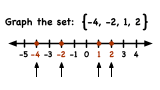 Graph the set: {-4, -2, 1, 2}
-5 -4 -3 -2 -1 0 1 2 3 4